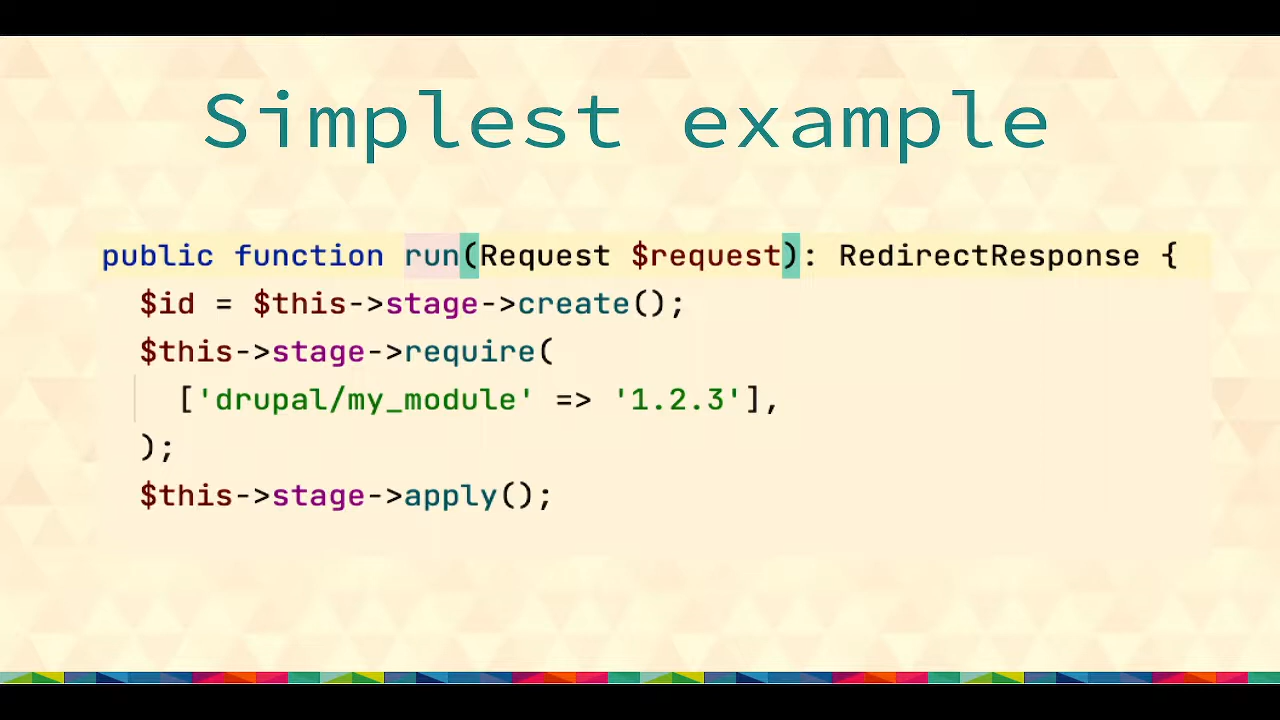 Simplest example
public function run(Request $request): RedirectResponse {
  $id = $this->stage->create();
  $this->stage->require(
    ['drupal/my_module' => '1.2.3'],
  );
  $this->stage->apply();